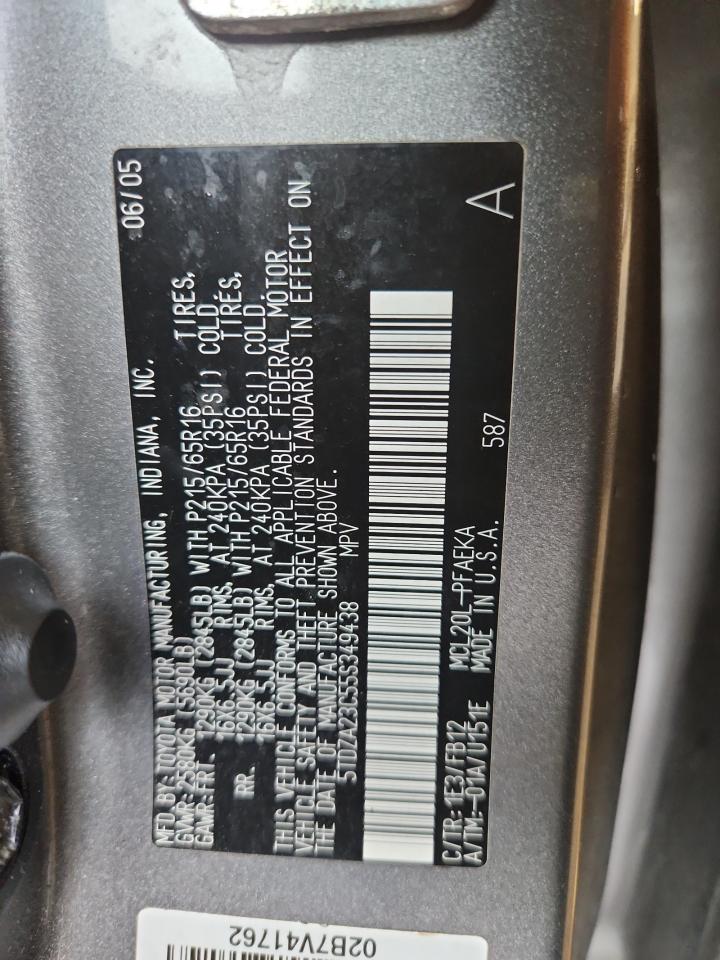 MFD.BY:TOYOTA MOTOR MANUFACTURING, INDIANA, INC. 06/05
GVWR:2580KG (5690LB)
GAWR:FRT 1290KG (2845LB) WITH P215/65R16 TIRES,
16X6.5JJ RIMS, AT 240KPA (35PSI) COLD.
RR. 1290KG (2845LB) WITH P215/65R16 TIRES,
16X6.5JJ RIMS, AT 240KPA (35PSI) COLD.
THIS VEHICLE CONFORMS TO ALL APPLICABLE FEDERAL MOTOR
VEHICLE SAFETY AND THEFT PREVENTION STANDARDS IN EFFECT ON
THE DATE OF MANUFACTURE SHOWN ABOVE.
5TDZA23C55S349438 MPV
C/TR:1E3/FB12 MCL20L-PFAEKA
A/TM:-01A/U151E MADE IN U.S.A. 587 A
02B7V41762